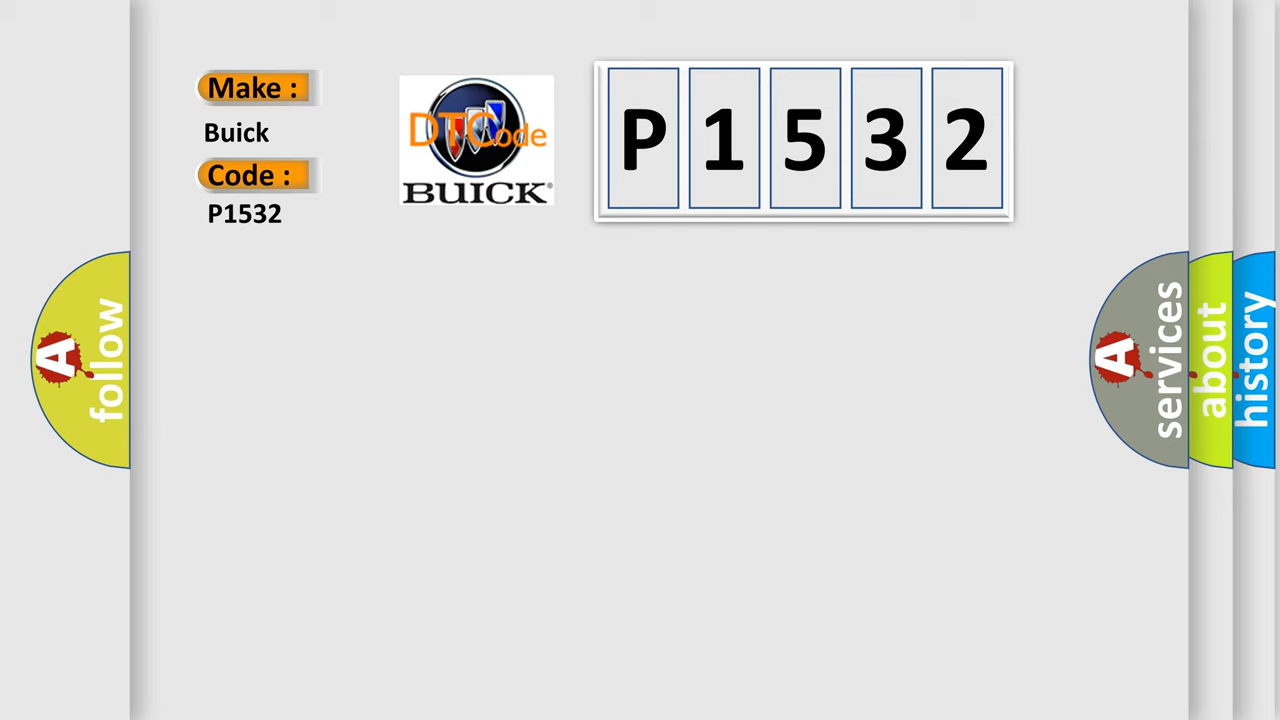 Make :
Buick
Code :
P1532
DTCode
BUICK®
P 1 5 3 2
A follow
A services
about
history